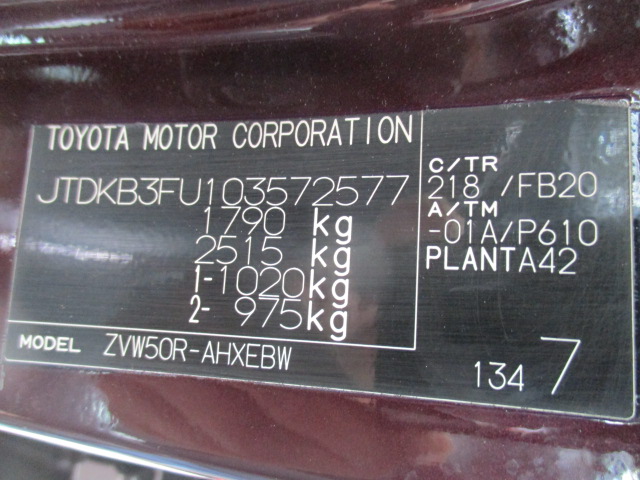 TOYOTA MOTOR CORPORATION
JTDKB3FU103572577
1790 kg
2515 kg
1-1020kg
2- 975kg
C/TR
218 /FB20
A/TM
-01A/P610
PLANTA42
MODEL ZVW50R-AHXEBW
134 7